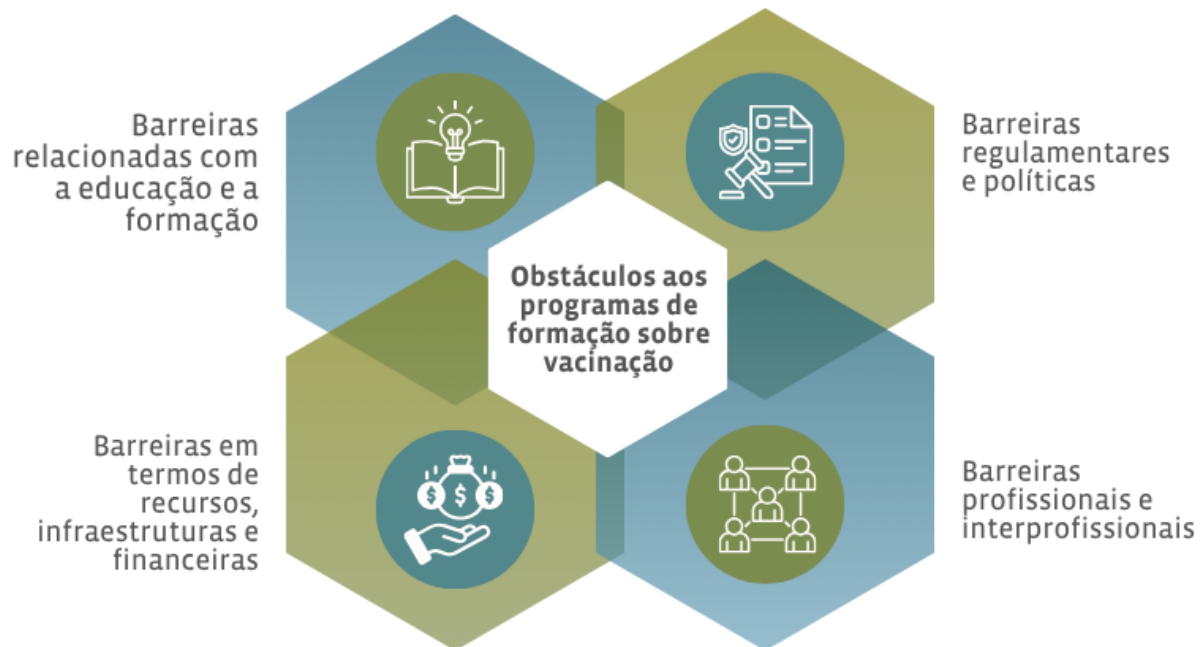 Barreiras
relacionadas com
a educação e a
formação
Barreiras
regulamentares
e políticas
Obstáculos aos
programas de
formação sobre
vacinação
Barreiras em
termos de
recursos,
infraestruturas e
financeiras
$ $ $
Barreiras
profissionais e
interprofissionais